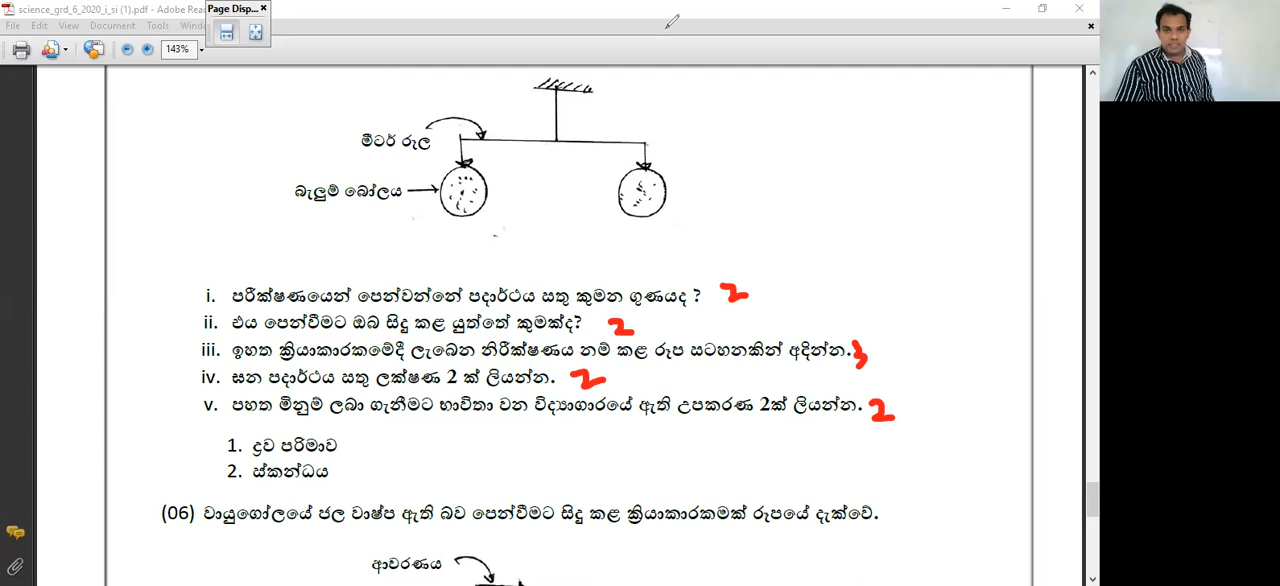 science_grd_6_2020_i_si (1).pdf - Adobe Rea
Page Disp...
File Edit View Document Tools Windo
143%
මීටර් රූල
බැලුම් බෝලය
i. පරීක්ෂණයෙන් පෙන්වන්නේ පදාර්ථය සතු කුමන ගුණයද ? 2
ii. එය පෙන්වීමට ඔබ සිදු කළ යුත්තේ කුමක්ද? 2
iii. ඉහත ක්‍රියාකාරකමේදී ලැබෙන නිරීක්ෂණය නම් කළ රූප සටහනකින් අදින්න. 3
iv. ඝන පදාර්ථය සතු ලක්ෂණ 2 ක් ලියන්න. 2
v. පහත මිනුම් ලබා ගැනීමට භාවිතා වන විද්‍යාගාරයේ ඇති උපකරණ 2ක් ලියන්න. 2
1. ද්‍රව පරිමාව
2. ස්කන්ධය
(06) වායුගෝලයේ ජල වාෂ්ප ඇති බව පෙන්වීමට සිදු කළ ක්‍රියාකාරකමක් රූපයේ දැක්වේ.
ආවරණය